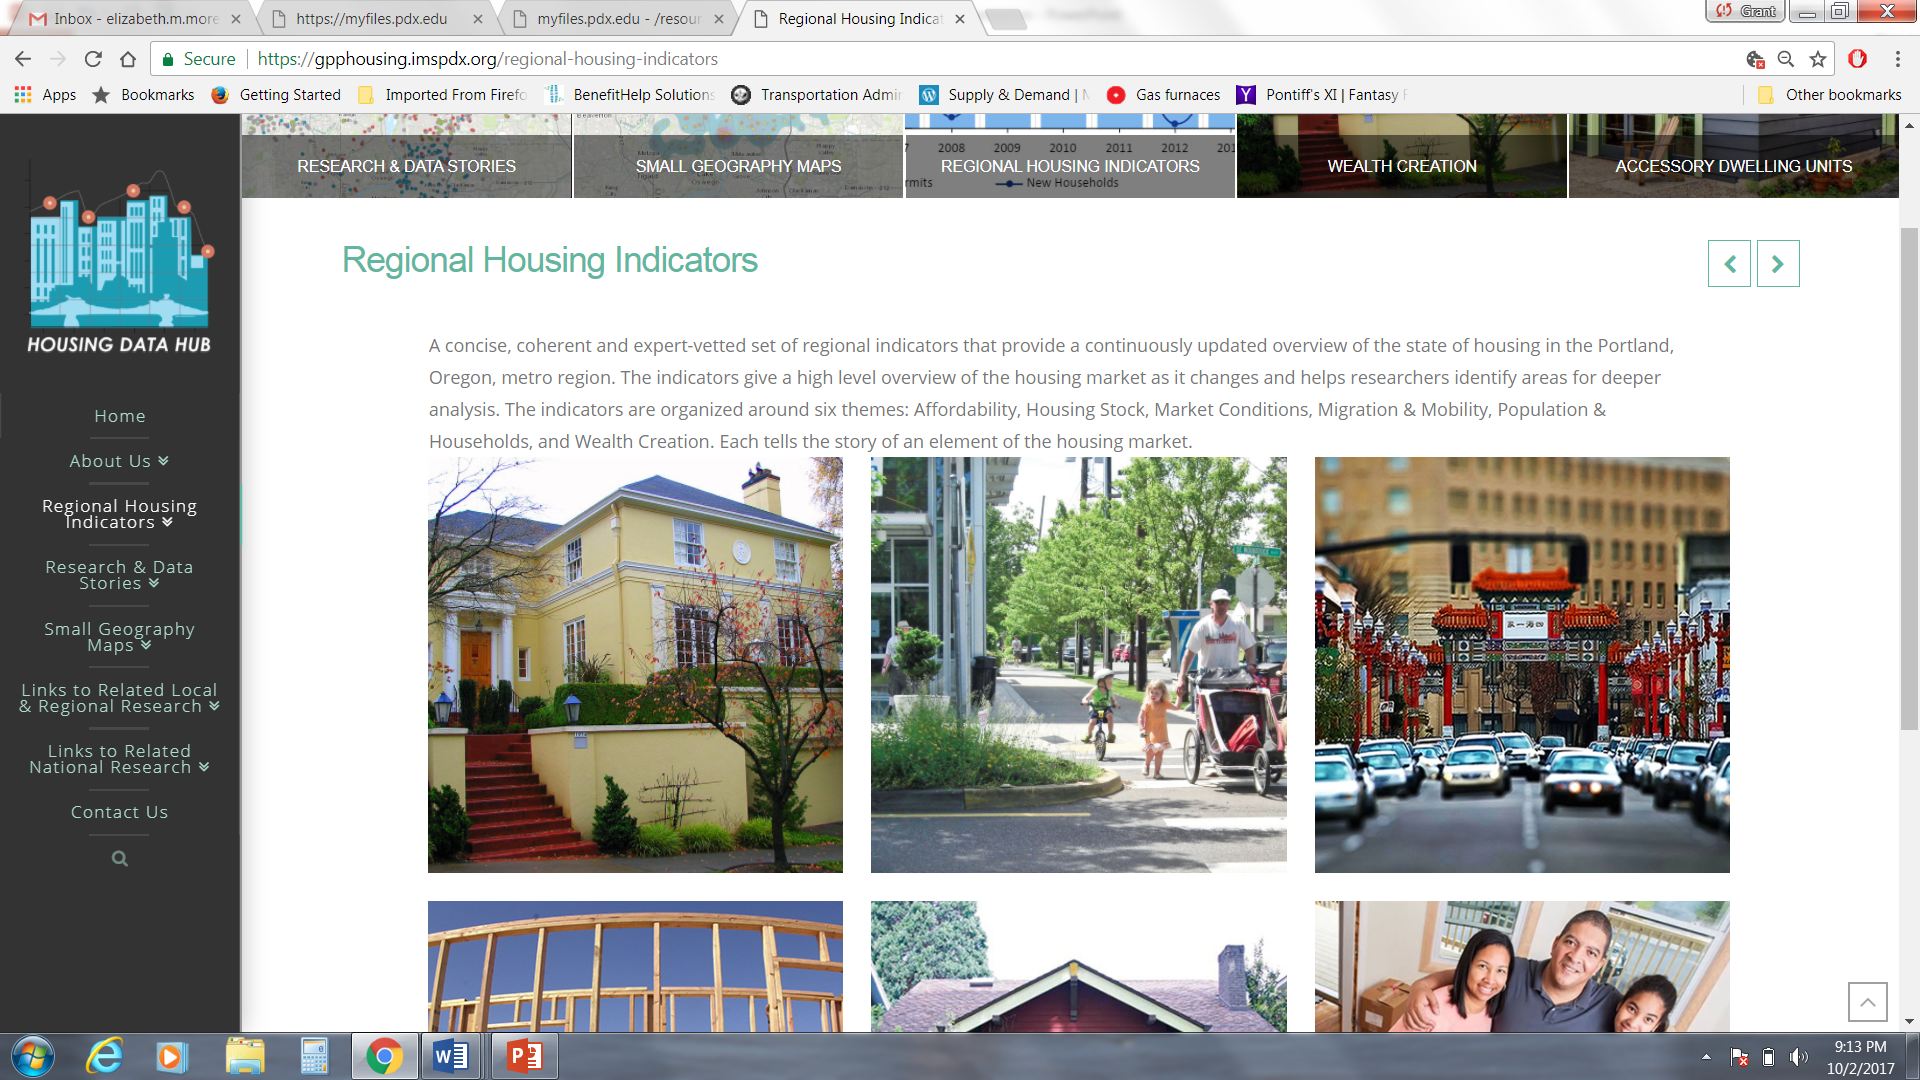 Inbox - elizabeth.m.more
https://myfiles.pdx.edu
myfiles.pdx.edu - /resour
Regional Housing Indicat
Grant
Secure
https://gpphousing.imspdx.org/regional-housing-indicators
Apps
Bookmarks
Getting Started
Imported From Firefo
BenefitHelp Solutions
Transportation Admin
Supply & Demand |
Gas furnaces
Pontiff's XI | Fantasy F
Other bookmarks
RESEARCH & DATA STORIES
SMALL GEOGRAPHY MAPS
7 2008 2009 2010 2011 2012 201
REGIONAL HOUSING INDICATORS
rmits New Households
WEALTH CREATION
ACCESSORY DWELLING UNITS
HOUSING DATA HUB
Home
About Us
Regional Housing
Indicators
Research & Data
Stories
Small Geography
Maps
Links to Related Local
& Regional Research
Links to Related
National Research
Contact Us
Regional Housing Indicators
A concise, coherent and expert-vetted set of regional indicators that provide a continuously updated overview of the state of housing in the Portland,
Oregon, metro region. The indicators give a high level overview of the housing market as it changes and helps researchers identify areas for deeper
analysis. The indicators are organized around six themes: Affordability, Housing Stock, Market Conditions, Migration & Mobility, Population &
Households, and Wealth Creation. Each tells the story of an element of the housing market.
9:13 PM
10/2/2017